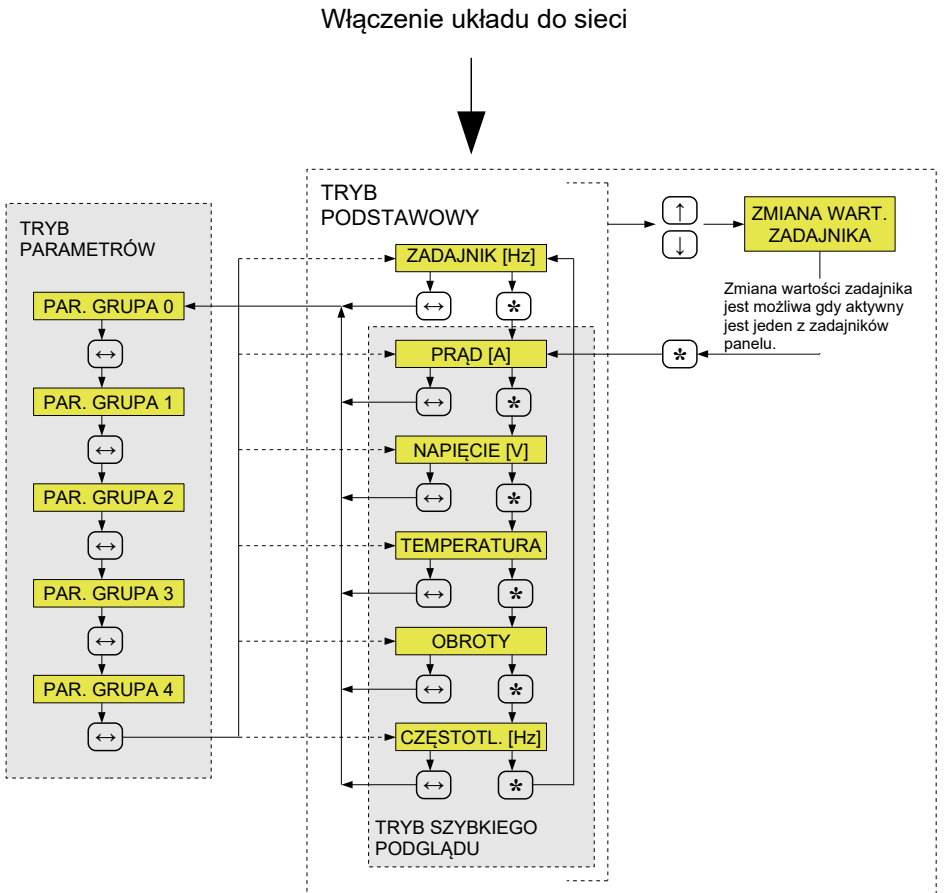 Włączenie układu do sieci
TRYB
PODSTAWOWY
TRYB
PARAMETRÓW
ZADAJNIK [Hz]
↑
↓
ZMIANA WART.
ZADAJNIKA
Zmiana wartości zadajnika
jest możliwa gdy aktywny
jest jeden z zadajników
panelu.
*
PAR. GRUPA 0
↔
PAR. GRUPA 1
↔
PAR. GRUPA 2
↔
PAR. GRUPA 3
↔
PAR. GRUPA 4
↔
↔ *
PRĄD [A]
↔ *
NAPIĘCIE [V]
↔ *
TEMPERATURA
↔ *
OBROTY
↔ *
CZĘSTOTL. [Hz]
↔ *
TRYB SZYBKIEGO
PODGLĄDU